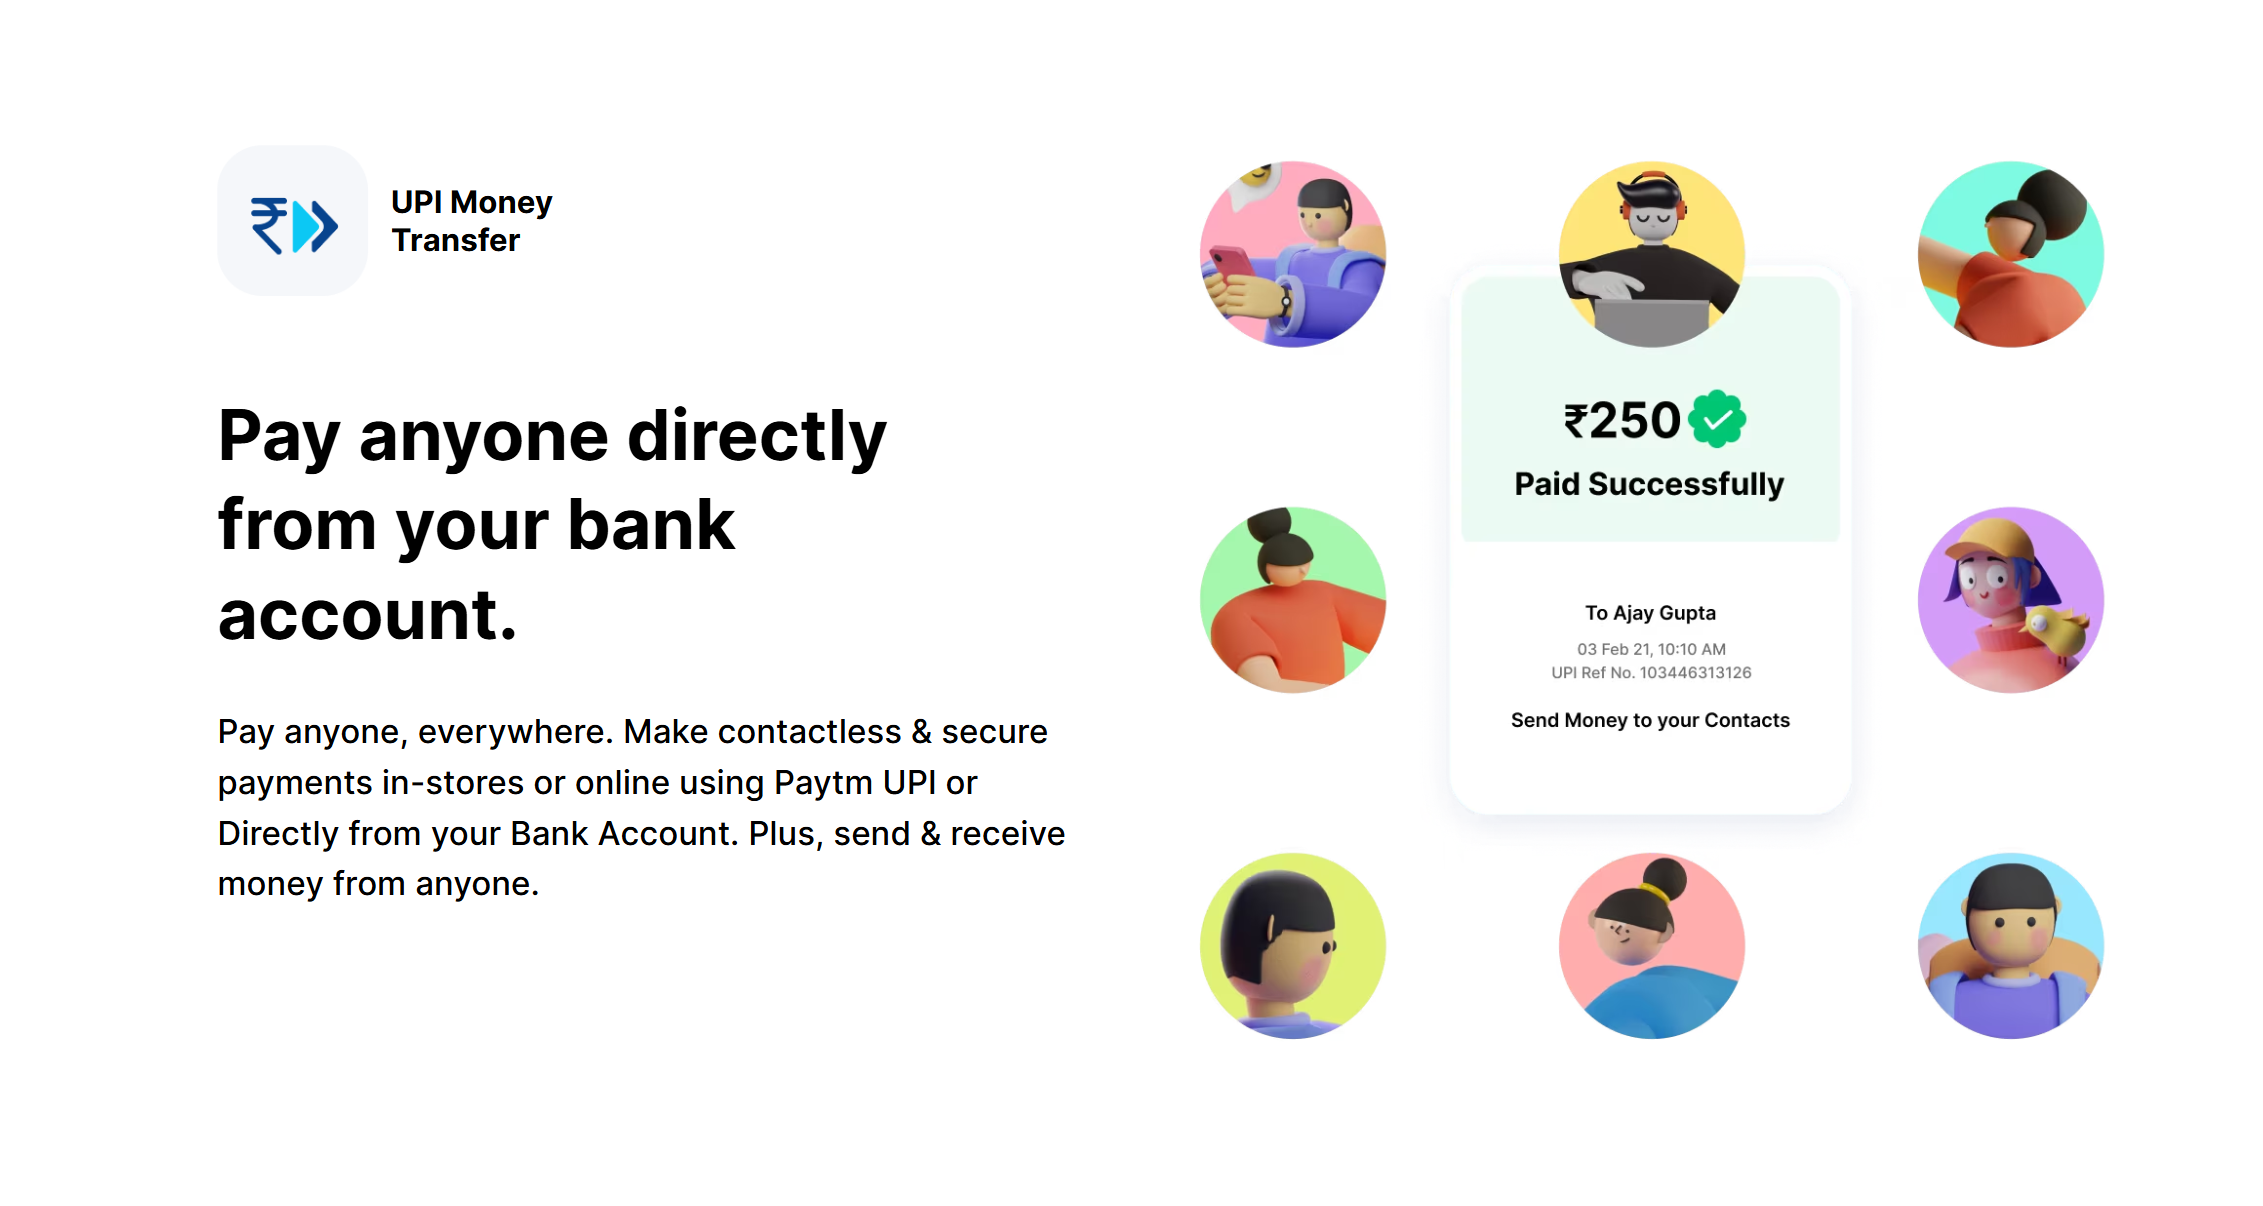 UPI Money
Transfer
Pay anyone directly
from your bank
account.
Pay anyone, everywhere. Make contactless & secure
payments in-stores or online using Paytm UPI or
Directly from your Bank Account. Plus, send & receive
money from anyone.
₹250
Paid Successfully
To Ajay Gupta
03 Feb 21, 10:10 AM
UPI Ref No. 103446313126
Send Money to your Contacts